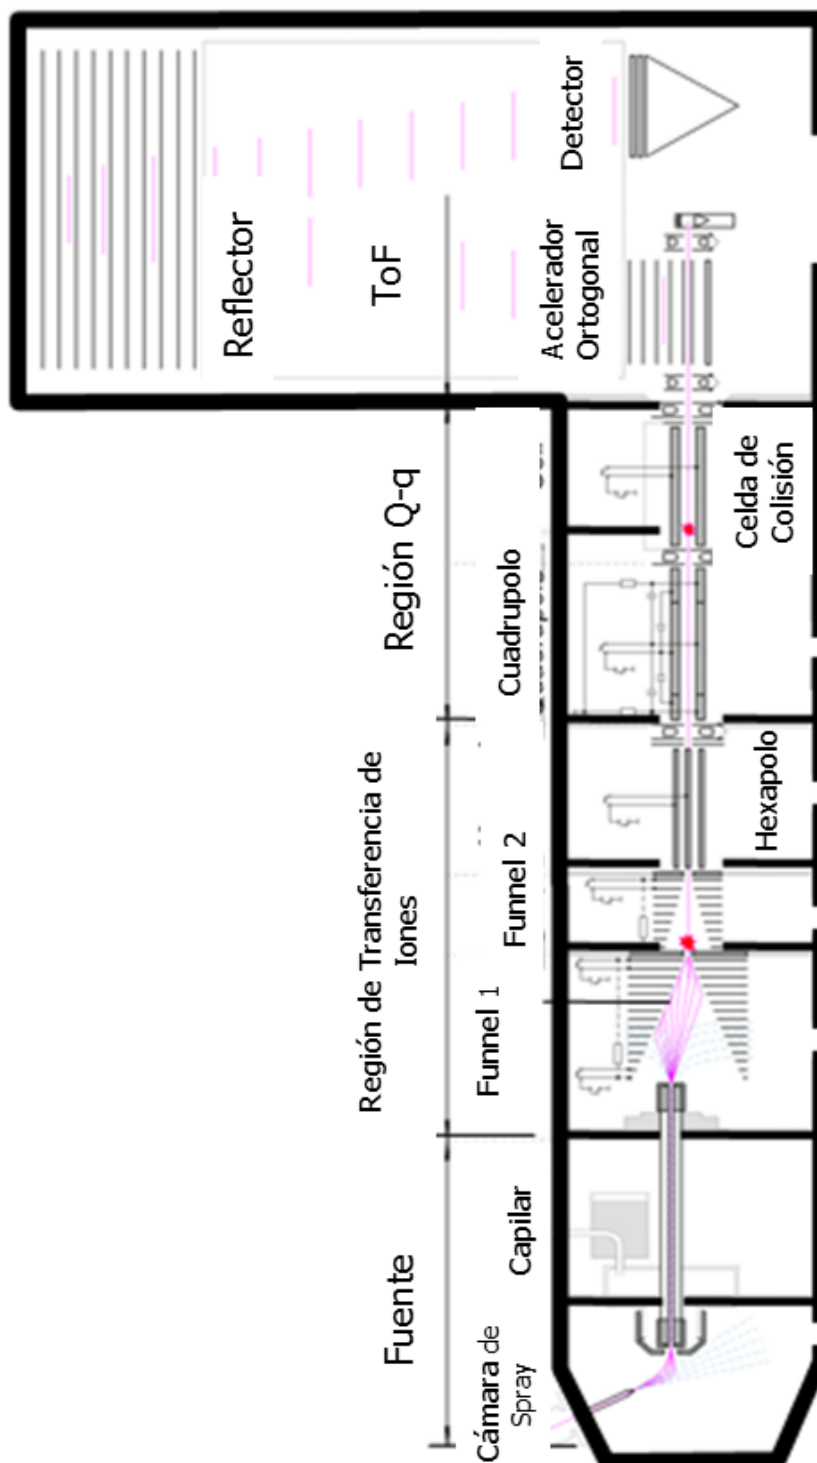 Fuente
Región de Transferencia de
Iones
Región Q-q
ToF
Reflector
Detector
Acelerador
Ortogonal
Cámara de
Spray
Capilar
Funnel 1
Funnel 2
Hexapolo
Cuadrupolo
Celda de
Colisión